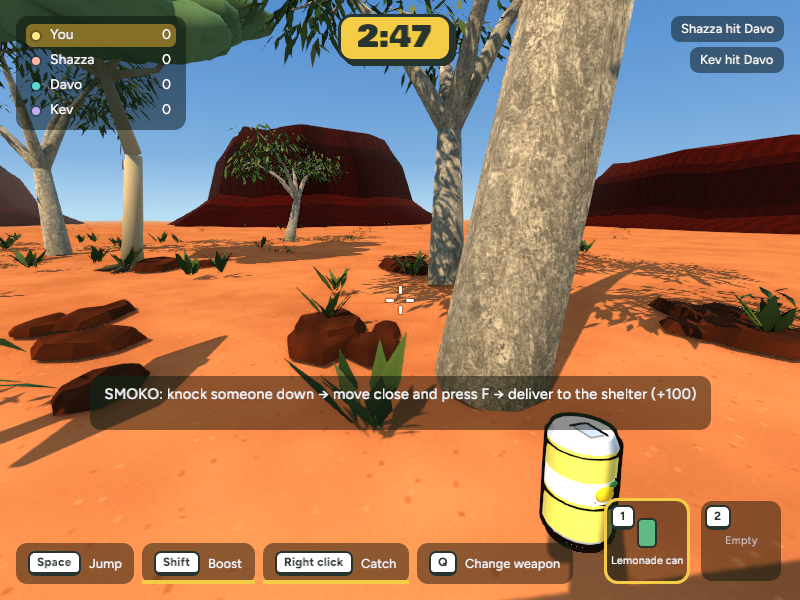 You 0
Shazza 0
Davo 0
Kev 0
2:47
Shazza hit Davo
Kev hit Davo
SMOKO: knock someone down → move close and press F → deliver to the shelter (+100)
Space Jump
Shift Boost
Right click Catch
Q Change weapon
1
Lemonade can
2
Empty